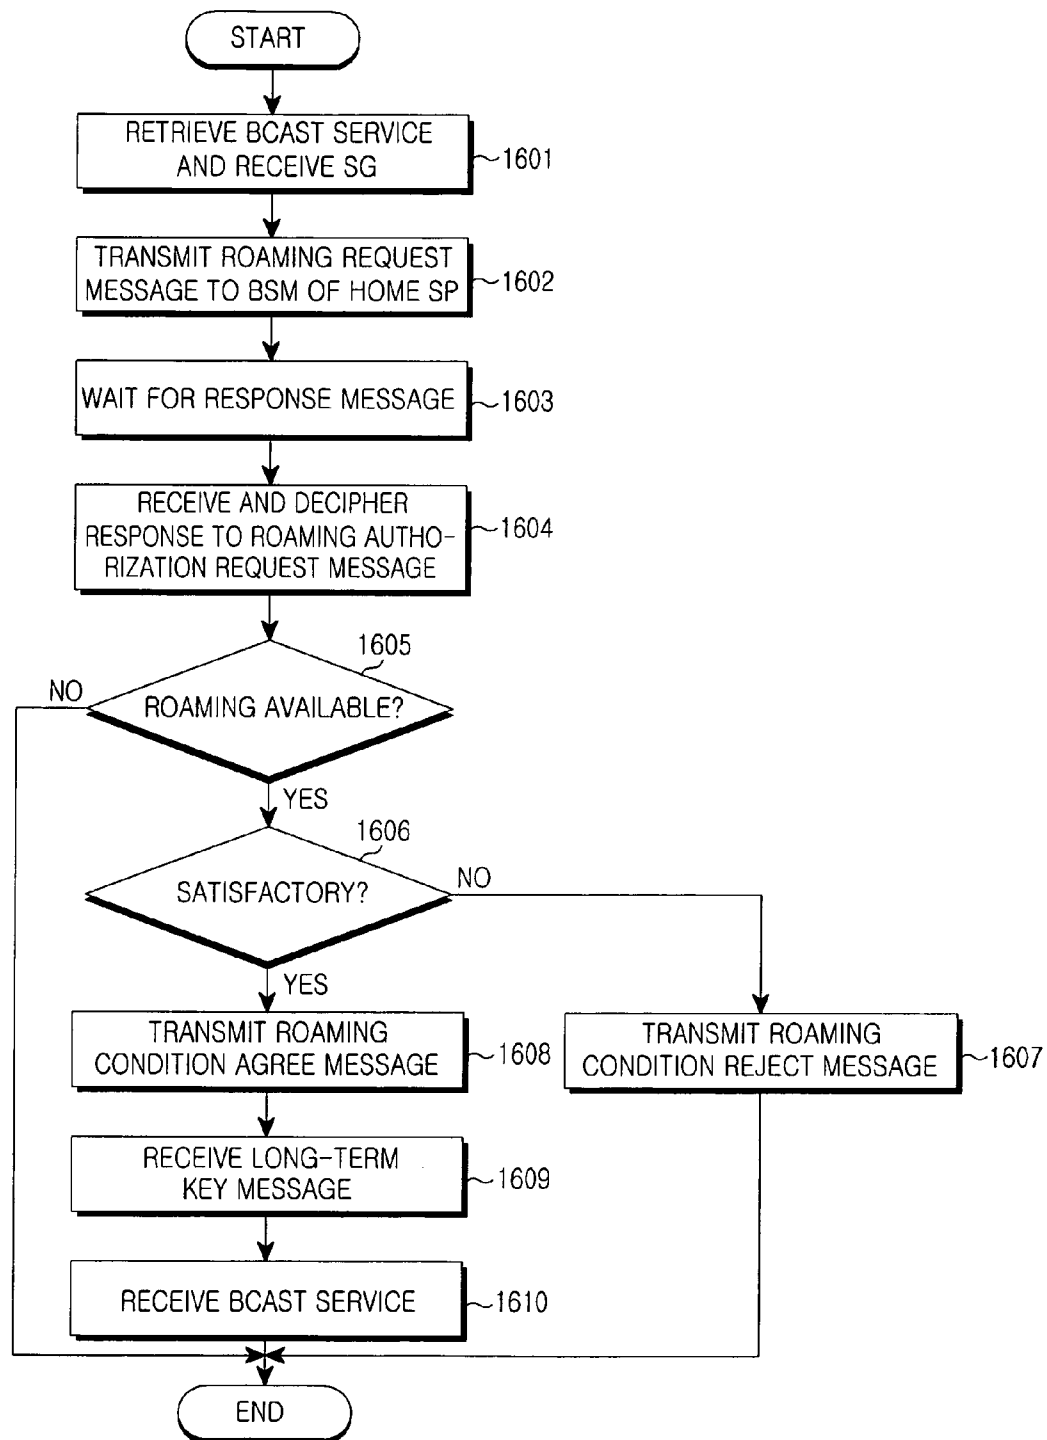 START
RETRIEVE BCAST SERVICE
AND RECEIVE SG
1601
TRANSMIT ROAMING REQUEST
MESSAGE TO BSM OF HOME SP
1602
WAIT FOR RESPONSE MESSAGE
1603
RECEIVE AND DECIPHER
RESPONSE TO ROAMING AUTHO-
RIZATION REQUEST MESSAGE
1604
1605
NO
ROAMING AVAILABLE?
YES
1606
SATISFACTORY?
NO
YES
TRANSMIT ROAMING
CONDITION AGREE MESSAGE
1608
TRANSMIT ROAMING
CONDITION REJECT MESSAGE
1607
RECEIVE LONG-TERM
KEY MESSAGE
1609
RECEIVE BCAST SERVICE
1610
END